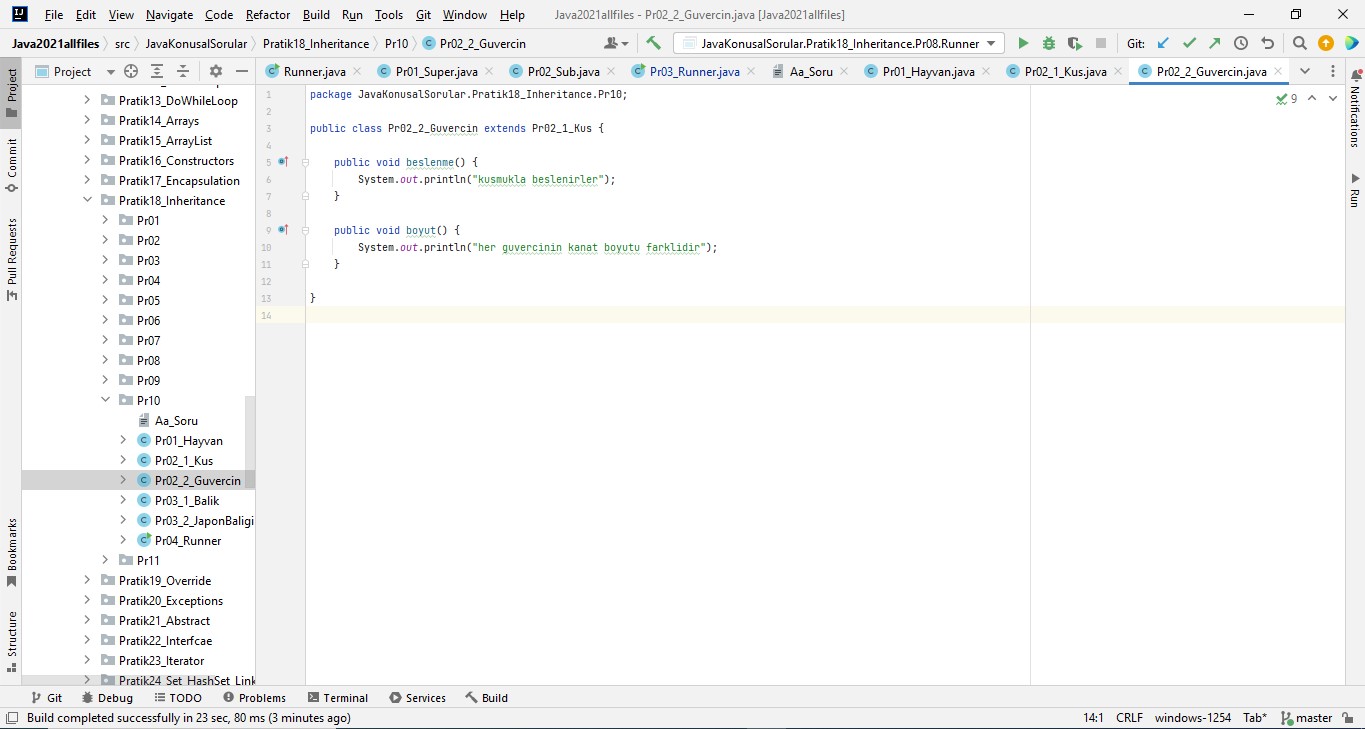 File Edit View Navigate Code Refactor Build Run Tools Git Window Help Java2021allfiles - Pr02_2_Guvercin.java [Java2021allfiles]
Java2021allfiles src JavaKonusalSorular Pratik18_Inheritance Pr10 Pr02_2_Guvercin JavaKonusalSorular.Pratik18_Inheritance.Pr08.Runner Git:
Project Runner.java Pr01_Super.java Pr02_Sub.java Pr03_Runner.java Aa_Soru Pr01_Hayvan.java Pr02_1_Kus.java Pr02_2_Guvercin.java
Project
Commit
Pull Requests
Bookmarks
Structure
Pratik13_DoWhileLoop
Pratik14_Arrays
Pratik15_ArrayList
Pratik16_Constructors
Pratik17_Encapsulation
Pratik18_Inheritance
Pr01
Pr02
Pr03
Pr04
Pr05
Pr06
Pr07
Pr08
Pr09
Pr10
Aa_Soru
Pr01_Hayvan
Pr02_1_Kus
Pr02_2_Guvercin
Pr03_1_Balik
Pr03_2_JaponBaligi
Pr04_Runner
Pr11
Pratik19_Override
Pratik20_Exceptions
Pratik21_Abstract
Pratik22_Interfcae
Pratik23_Iterator
Pratik24_Set_HashSet_Link
1 package JavaKonusalSorular.Pratik18_Inheritance.Pr10;
2
3 public class Pr02_2_Guvercin extends Pr02_1_Kus {
4
5 public void beslenme() {
6 System.out.println("kusmukla beslenirler");
7 }
8
9 public void boyut() {
10 System.out.println("her guvercinin kanat boyutu farklidir");
11 }
12
13 }
14
9
Notifications
Run
Git Debug TODO Problems Terminal Services Build
Build completed successfully in 23 sec, 80 ms (3 minutes ago) 14:1 CRLF windows-1254 Tab* master